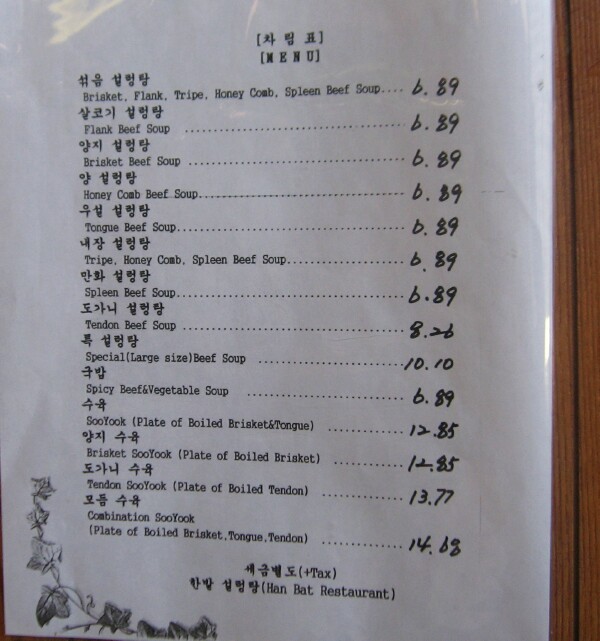 [차 림 표]
[M E N U]
섞음 설렁탕
Brisket, Flank, Tripe, Honey Comb, Spleen Beef Soup.... 6.89
살코기 설렁탕
Flank Beef Soup ........................................ 6.89
양지 설렁탕
Brisket Beef Soup ...................................... 6.89
양 설렁탕
Honey Comb Beef Soup.................................... 6.89
우설 설렁탕
Tongue Beef Soup........................................ 6.89
내장 설렁탕
Tripe, Honey Comb, Spleen Beef Soup..................... 6.89
만화 설렁탕
Spleen Beef Soup........................................ 6.89
도가니 설렁탕
Tendon Beef Soup ....................................... 8.26
특 설렁탕
Special(Large size)Beef Soup ........................... 10.10
국밥
Spicy Beef&Vegetable Soup .............................. 6.89
수육
SooYook (Plate of Boiled Brisket&Tongue) ............... 12.85
양지 수육
Brisket SooYook (Plate of Boiled Brisket) .............. 12.85
도가니 수육
Tendon SooYook (Plate of Boiled Tendon) ................ 13.77
모듬 수육
Combination SooYook
(Plate of Boiled Brisket,Tongue,Tendon) ................ 14.68
세금별도(+Tax)
한밭 설렁탕(Han Bat Restaurant)